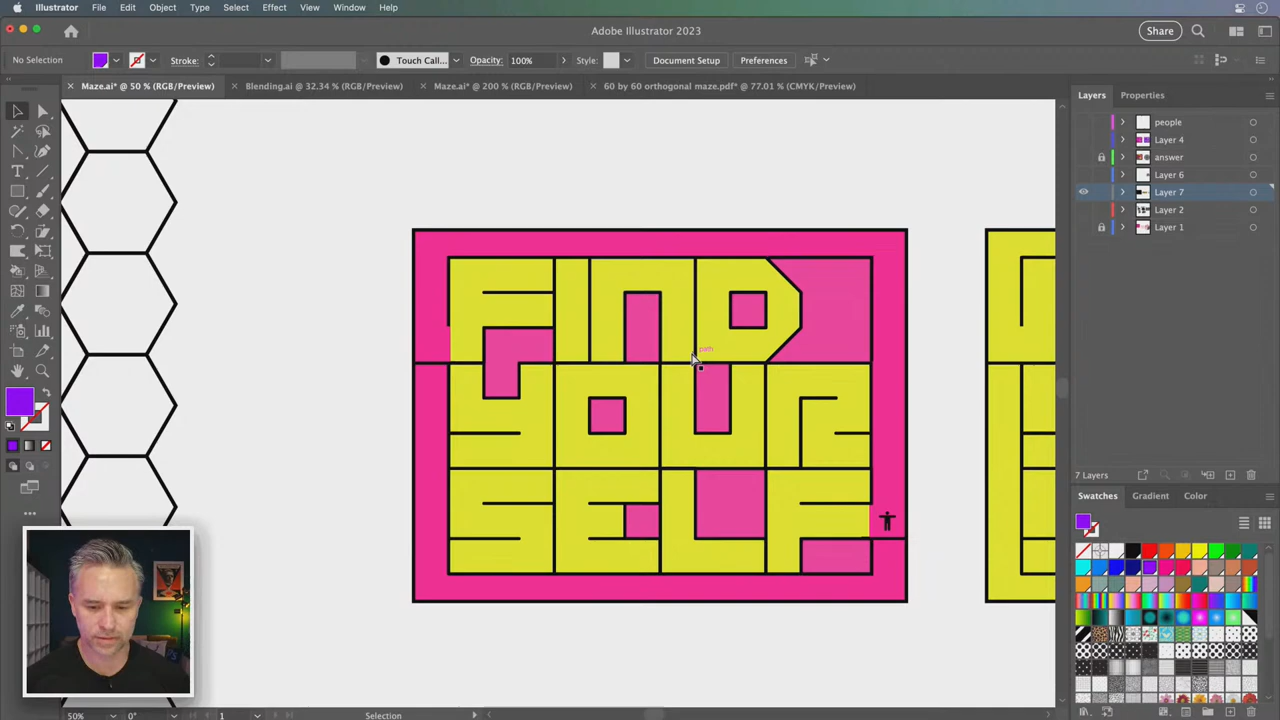 Illustrator File Edit Object Type Select Effect View Window Help
Adobe Illustrator 2023
Share
No Selection
Stroke:
Touch Call...
Opacity:
100%
Style:
Document Setup
Preferences
Maze.ai* @ 50 % (RGB/Preview)
Blending.ai @ 32.34 % (RGB/Preview)
Maze.ai* @ 200 % (RGB/Preview)
60 by 60 orthogonal maze.pdf* @ 77.01 % (CMYK/Preview)
Layers
Properties
people
Layer 4
answer
Layer 6
Layer 7
Layer 2
Layer 1
FIND
YOUR
SELF
path
7 Layers
Swatches
Gradient
Color
50%
0°
1
Selection